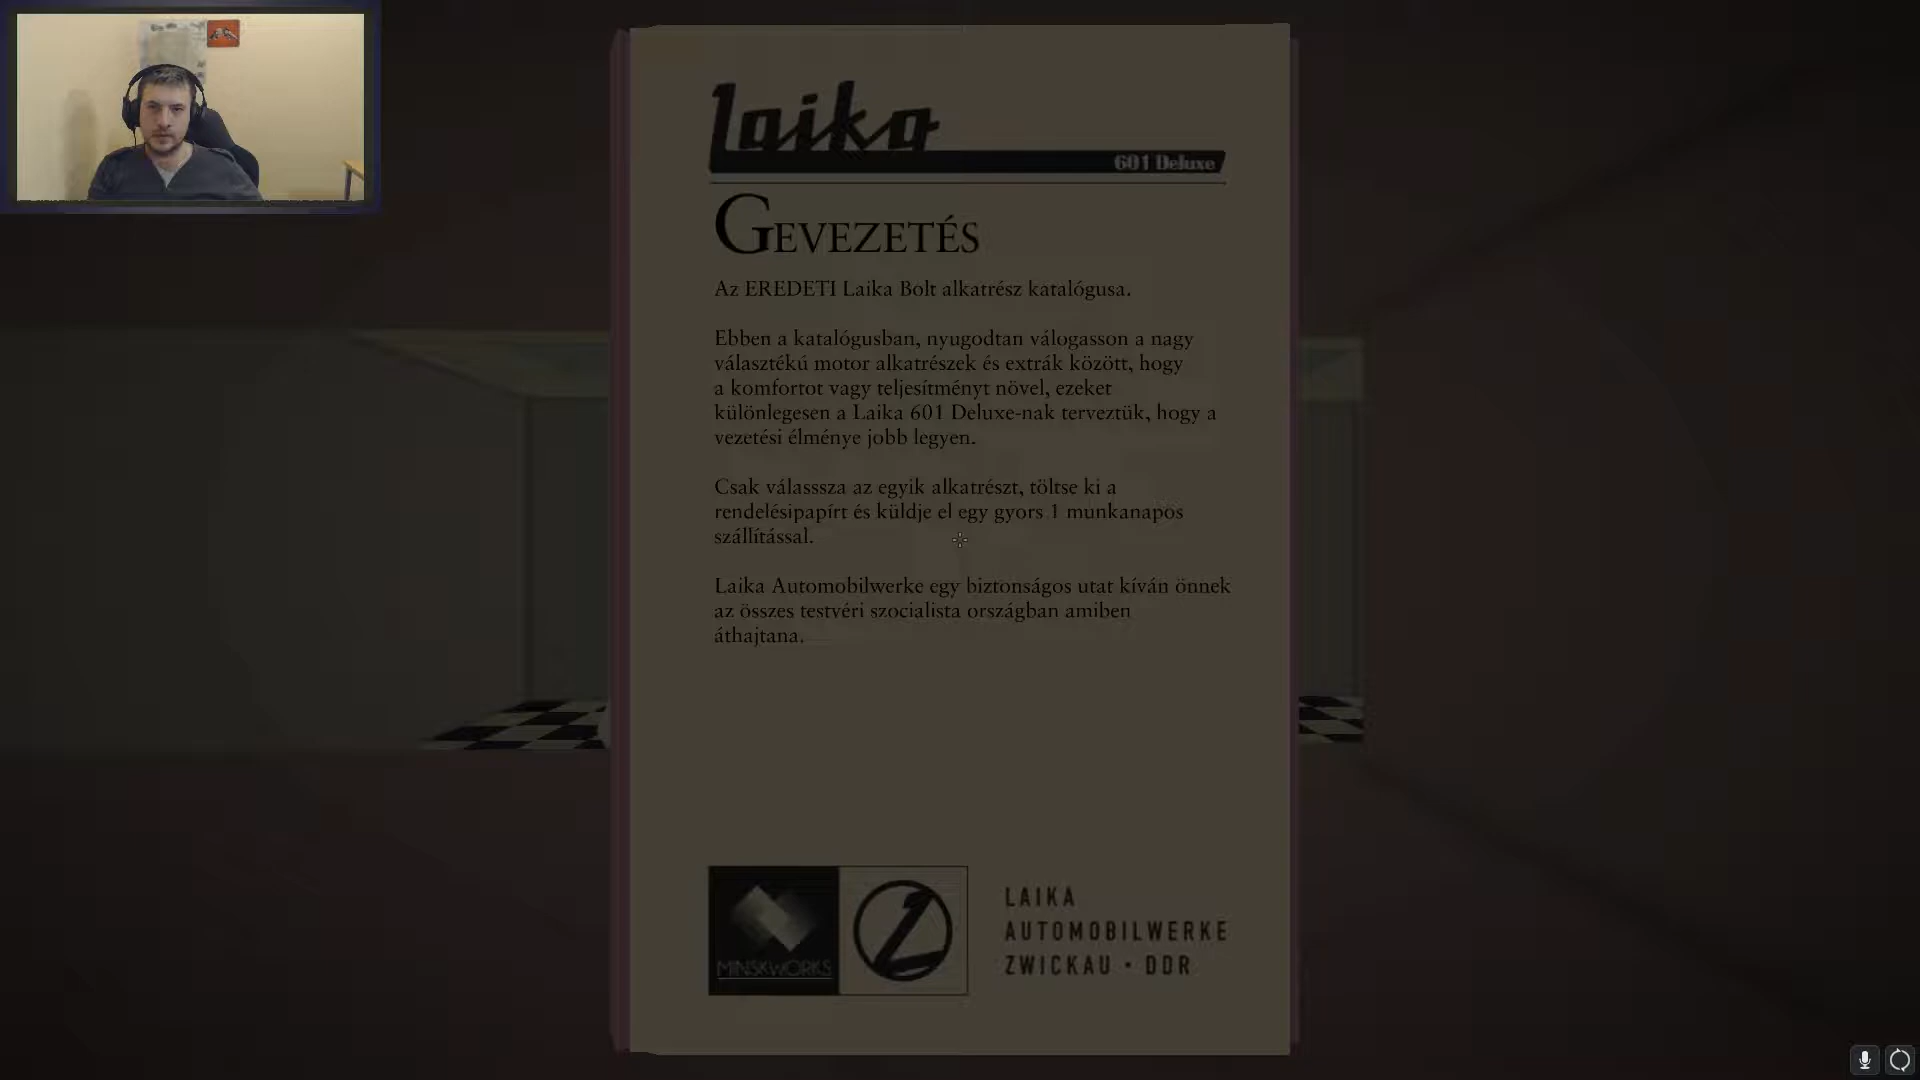 Laika
601 Deluxe
GEVEZETÉS
Az EREDETI Laika Bolt alkatrész katalógusa.
Ebben a katalógusban, nyugodtan válogasson a nagy
választékú motor alkatrészek és extrák között, hogy
a komfortot vagy teljesítményt növel, ezeket
különlegesen a Laika 601 Deluxe-nak terveztük, hogy a
vezetési élménye jobb legyen.
Csak válasssza az egyik alkatrészt, töltse ki a
rendelésipapírt és küldje el egy gyors 1 munkanapos
szállítással.
Laika Automobilwerke egy biztonságos utat kíván önnek
az összes testvéri szocialista országban amiben
áthajtana.
MINSKWORKS
LAIKA
AUTOMOBILWERKE
ZWICKAU • DDR